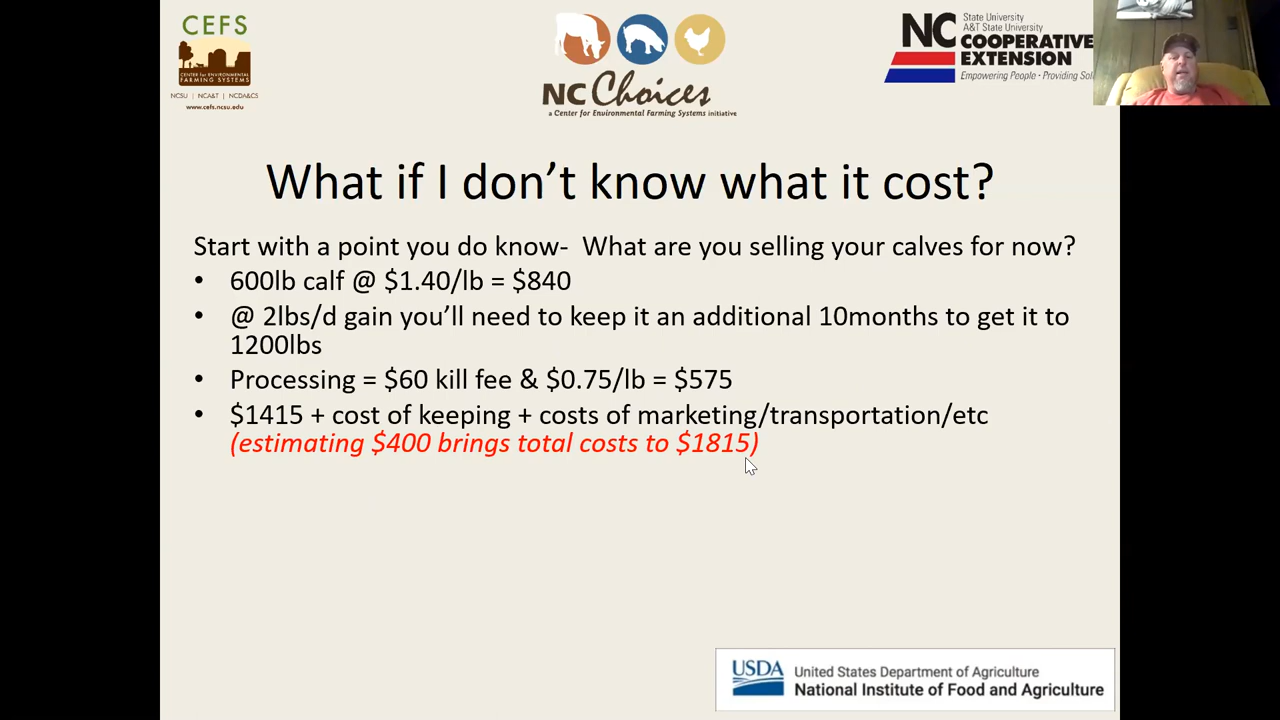 CEFS
CENTER for ENVIRONMENTAL
FARMING SYSTEMS
NCSU | NCA&T | NCDA&CS
www.cefs.ncsu.edu
NC Choices
a Center for Environmental Farming Systems initiative
NC State University
A&T State University
COOPERATIVE
EXTENSION
Empowering People • Providing
What if I don’t know what it cost?
Start with a point you do know- What are you selling your calves for now?
• 600lb calf @ $1.40/lb = $840
• @ 2lbs/d gain you’ll need to keep it an additional 10months to get it to
1200lbs
• Processing = $60 kill fee & $0.75/lb = $575
• $1415 + cost of keeping + costs of marketing/transportation/etc
(estimating $400 brings total costs to $1815)
USDA
United States Department of Agriculture
National Institute of Food and Agriculture